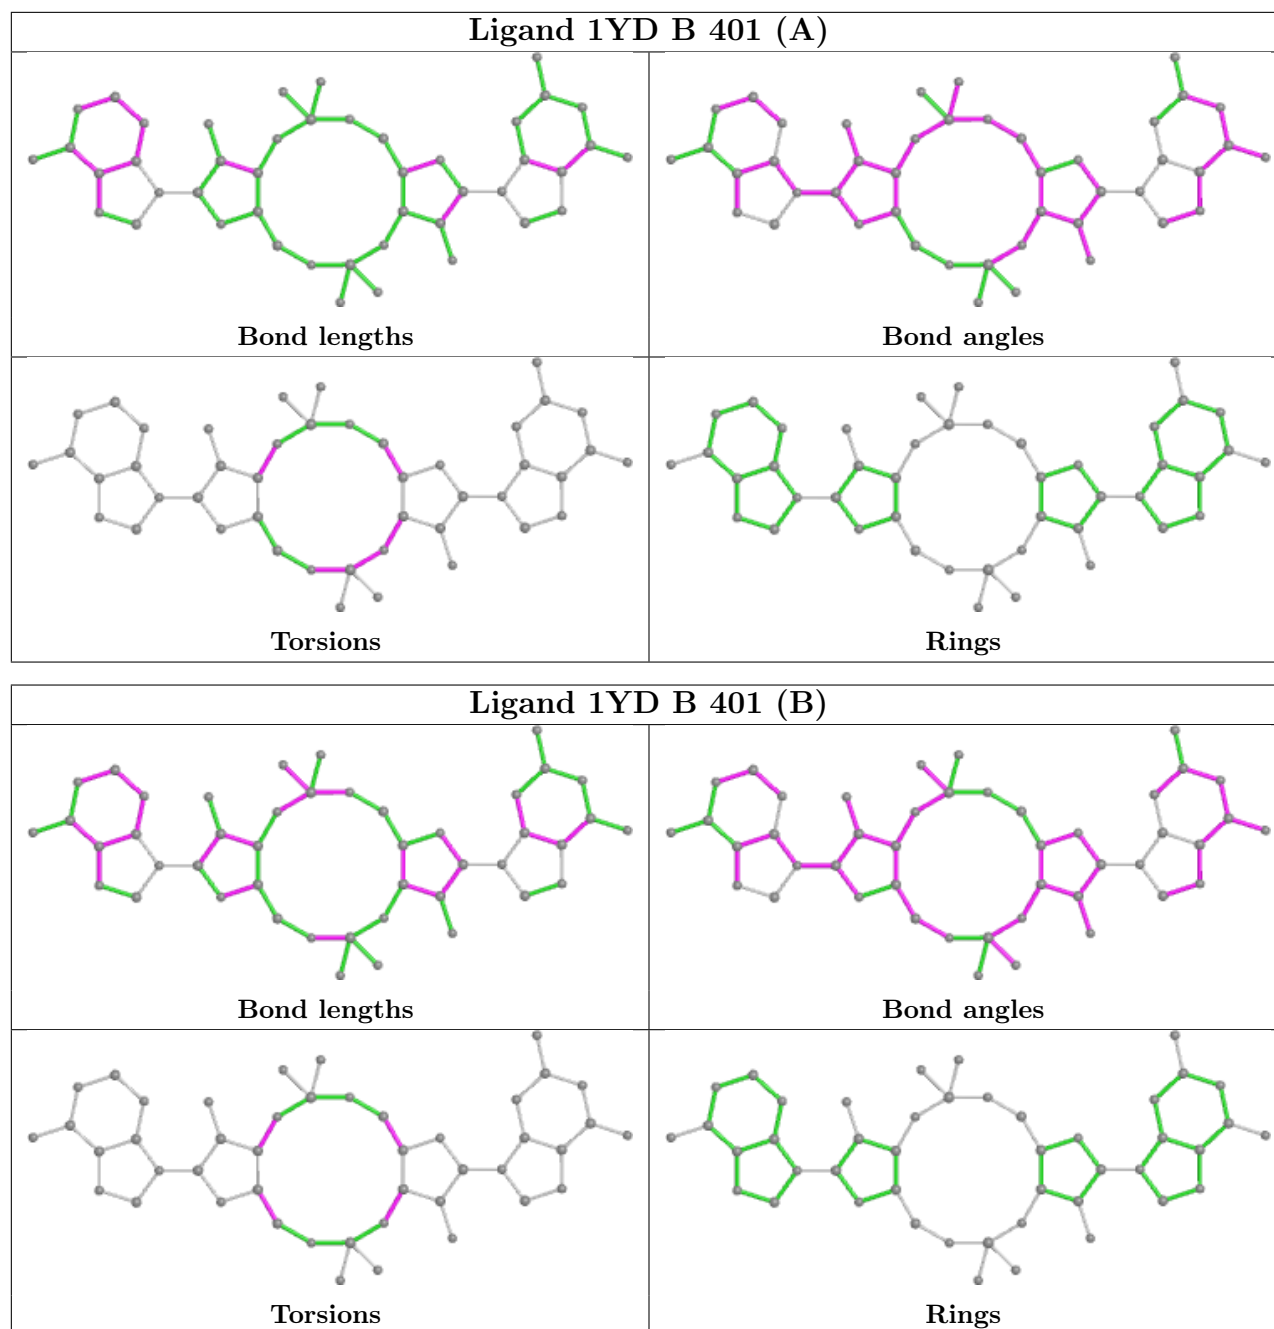 Ligand 1YD B 401 (A)
Bond lengths
Bond angles
Torsions
Rings
Ligand 1YD B 401 (B)
Bond lengths
Bond angles
Torsions
Rings